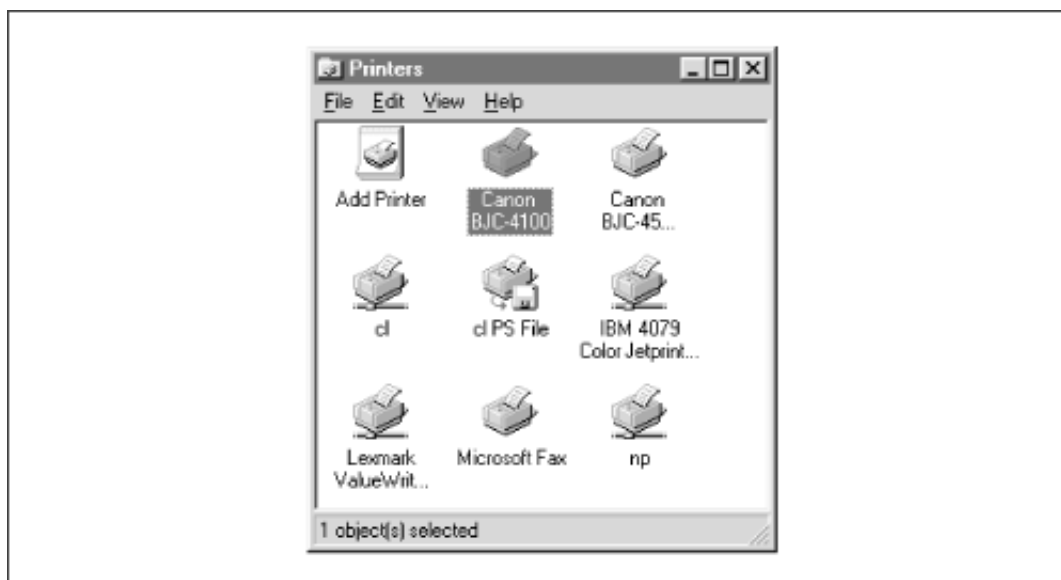 Printers
File Edit View Help
Add Printer
Canon
BJC-4100
Canon
BJC-45...
cl
cl PS File
IBM 4079
Color Jetprint...
Lexmark
ValueWrit...
Microsoft Fax
np
1 object(s) selected